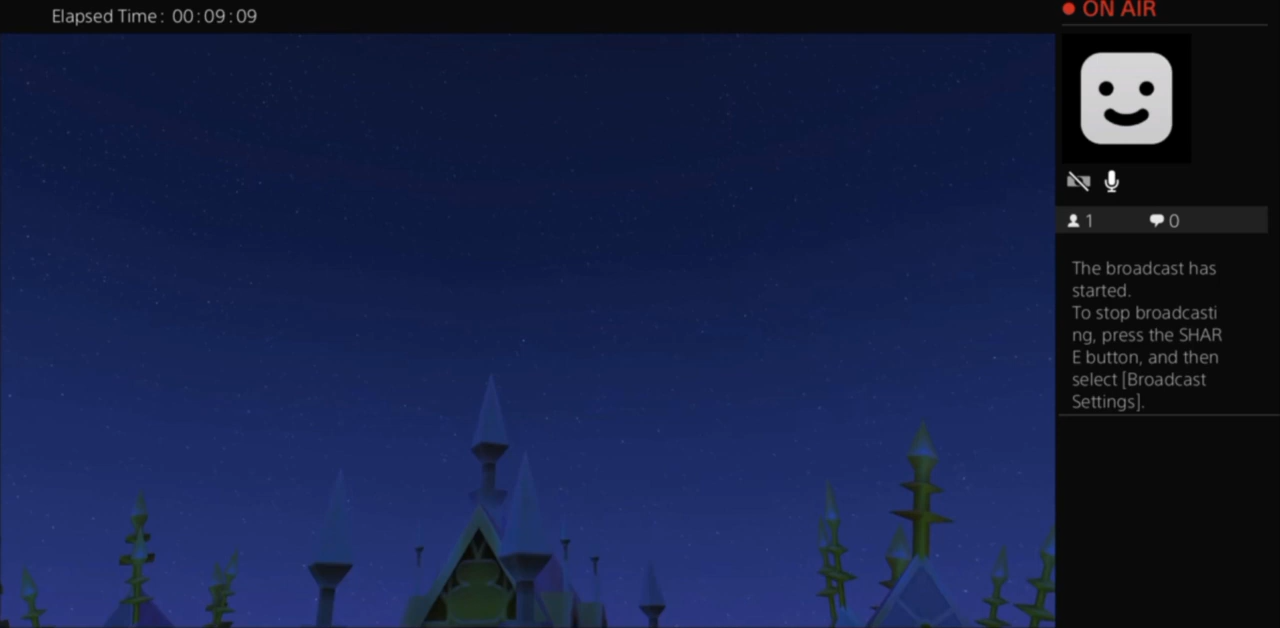 Elapsed Time: 00:09:09
ON AIR
1
0
The broadcast has
started.
To stop broadcasti
ng, press the SHAR
E button, and then
select [Broadcast
Settings].